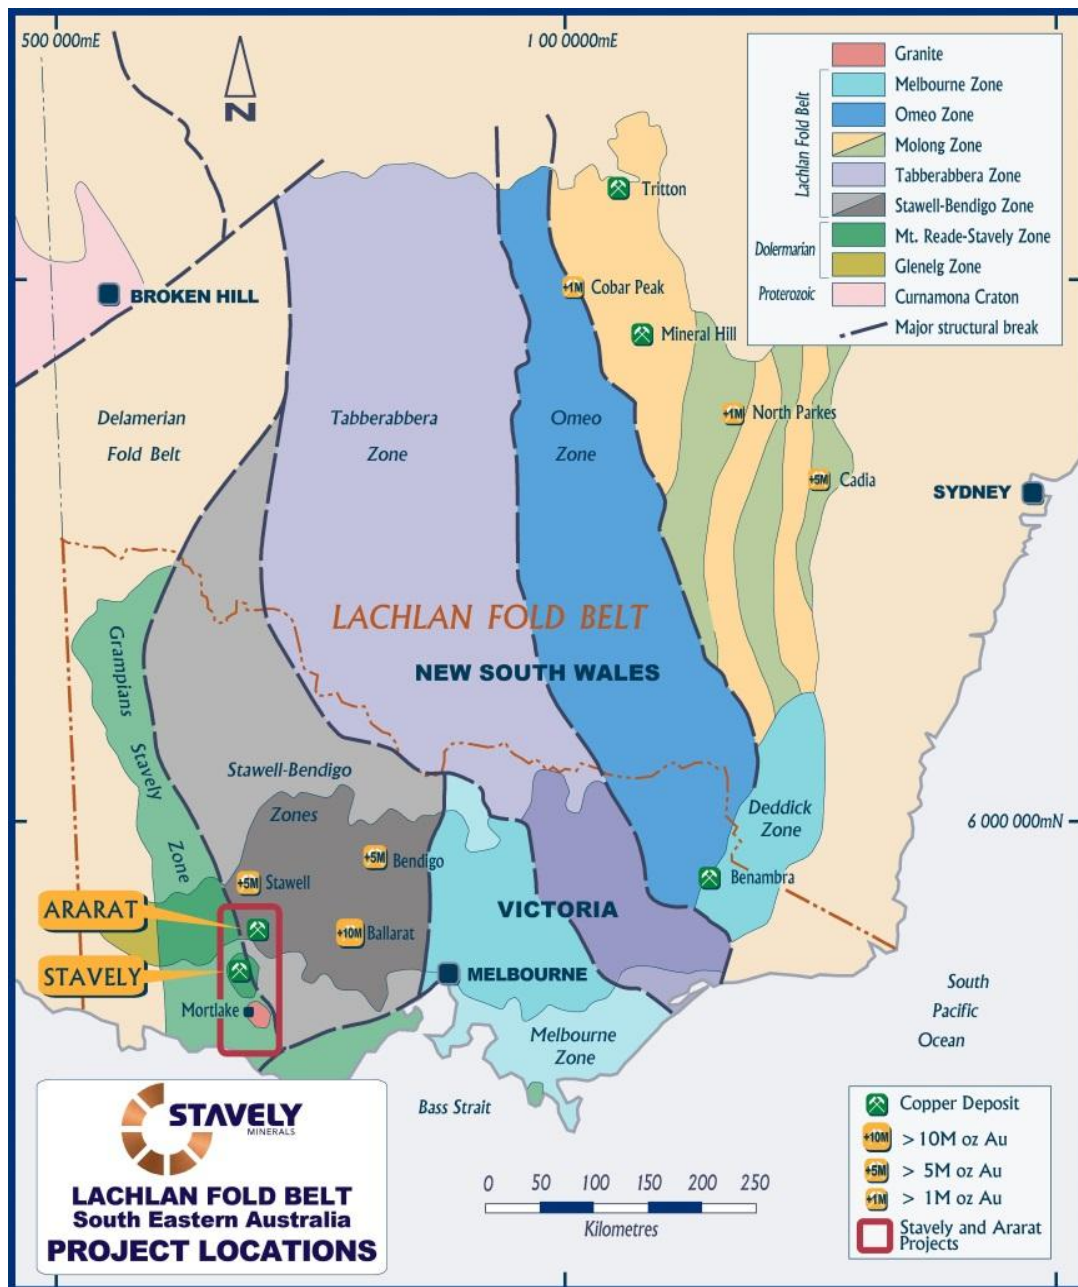 500 000mE
1 00 0000mE
N
Granite
Melbourne Zone
Omeo Zone
Molong Zone
Tabberabbera Zone
Stawell-Bendigo Zone
Mt. Reade-Stavely Zone
Glenelg Zone
Curnamona Craton
Major structural break
Lachlan Fold Belt
Dolermarian
Proterozoic
Tritton
BROKEN HILL
+1M Cobar Peak
Mineral Hill
Delamerian
Fold Belt
Tabberabbera
Zone
Omeo
Zone
+1M North Parkes
+5M Cadia
SYDNEY
LACHLAN FOLD BELT
NEW SOUTH WALES
Grampians
Stavely
Zone
Stawell-Bendigo
Zones
Deddick
Zone
6 000 000mN
+5M Bendigo
+5M Stawell
Benambra
ARARAT
VICTORIA
+10M Ballarat
STAVELY
MELBOURNE
Mortlake
Melbourne
Zone
South
Pacific
Ocean
Bass Strait
STAVELY
MINERALS
LACHLAN FOLD BELT
South Eastern Australia
PROJECT LOCATIONS
0 50 100 150 200 250
Kilometres
Copper Deposit
+10M > 10M oz Au
+5M > 5M oz Au
+1M > 1M oz Au
Stavely and Ararat
Projects